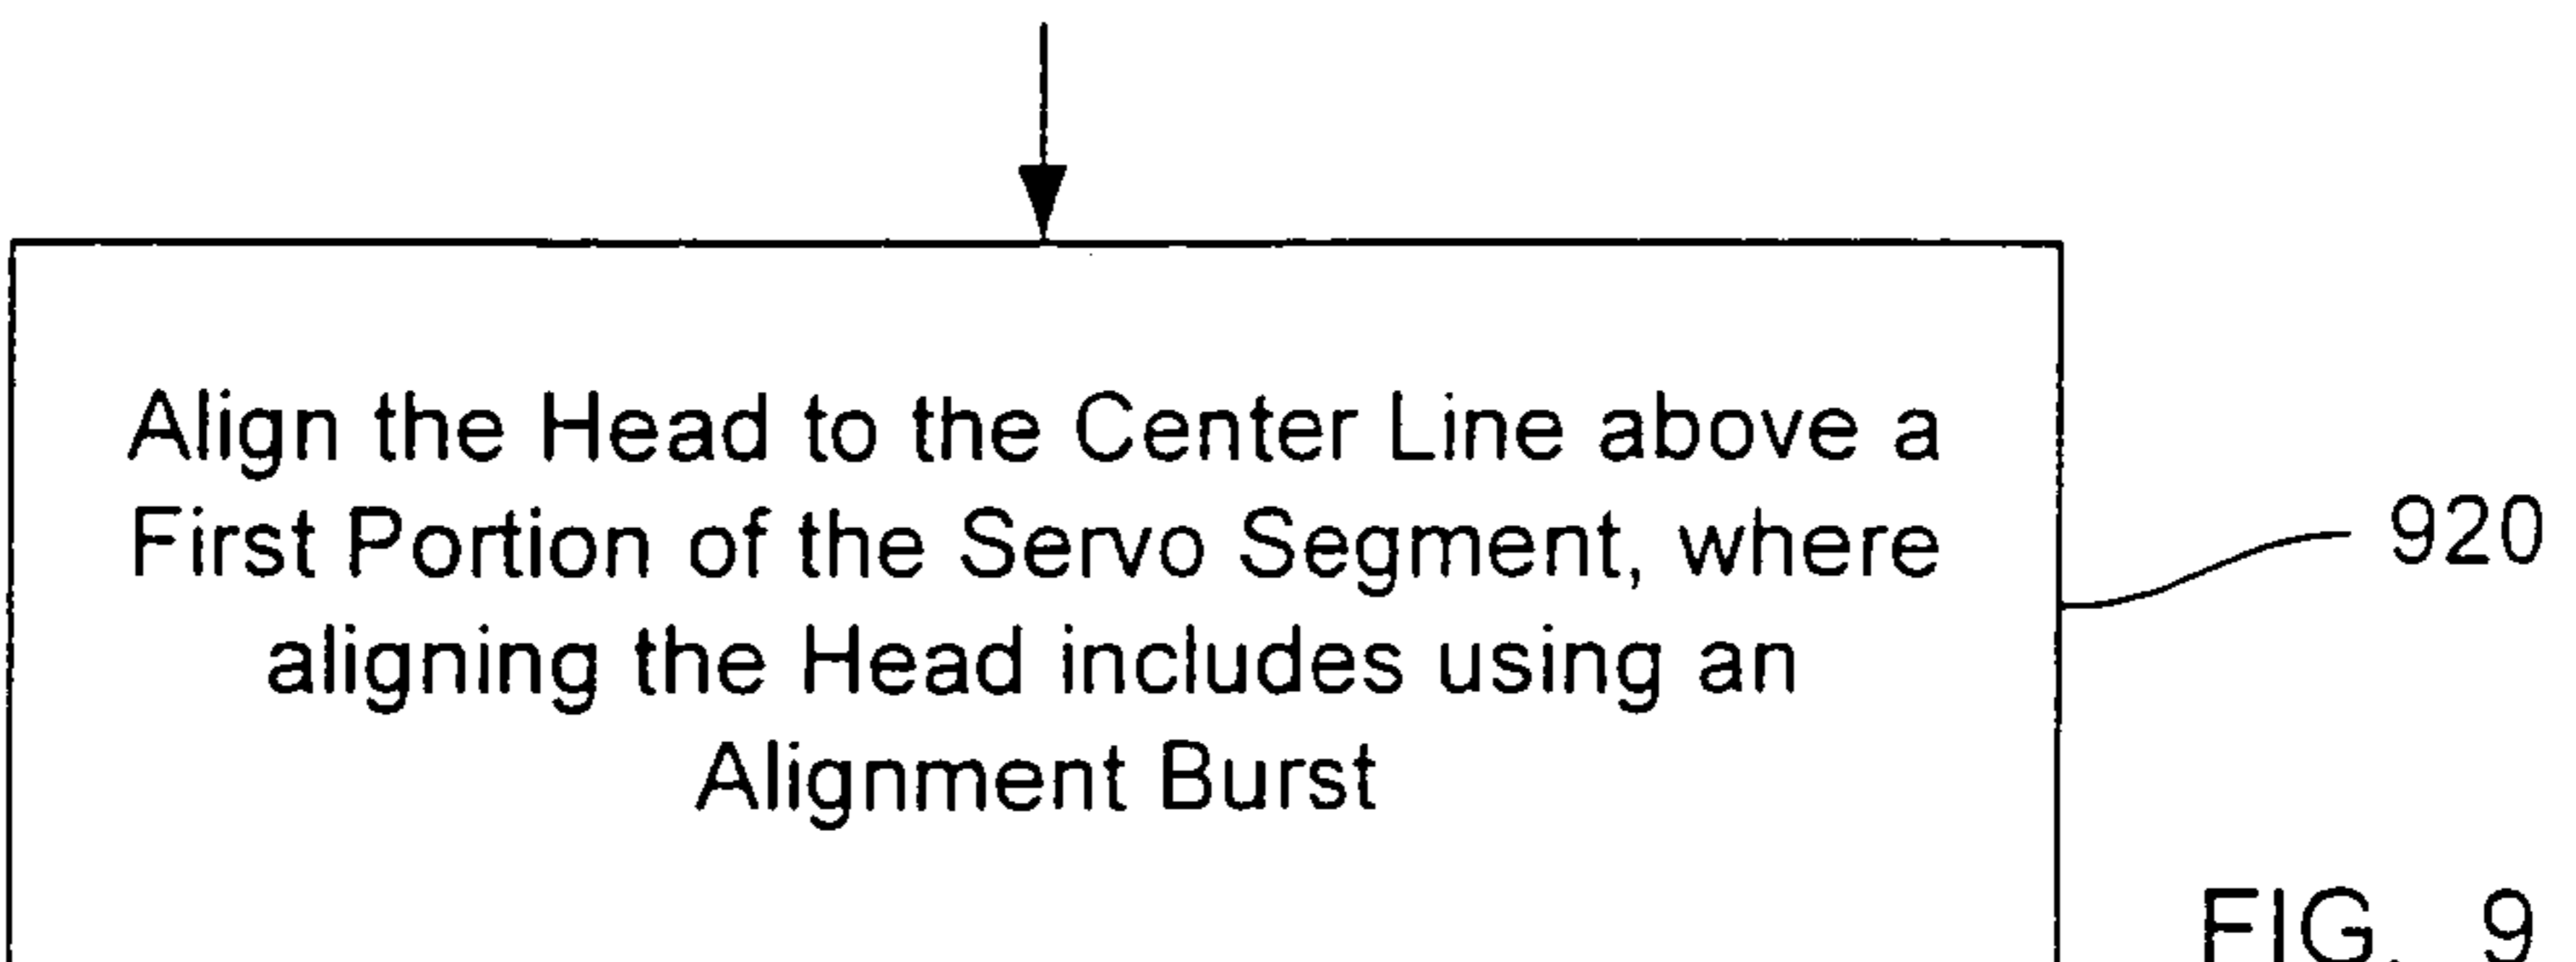 Align the Head to the Center Line above a
First Portion of the Servo Segment, where
aligning the Head includes using an
Alignment Burst
920
FIG. 9